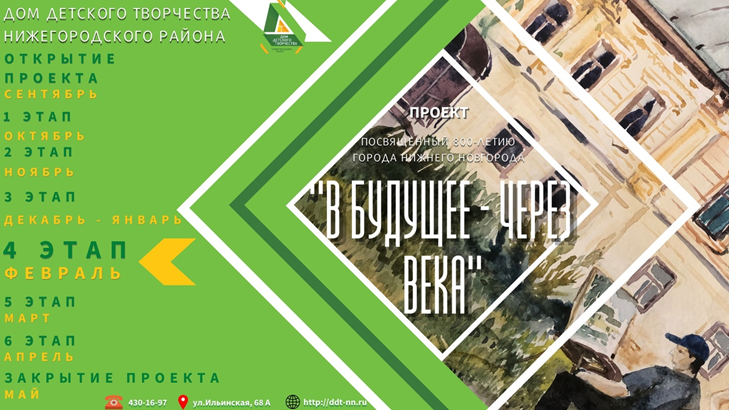 ДОМ ДЕТСКОГО ТВОРЧЕСТВА
НИЖЕГОРОДСКОГО РАЙОНА
ОТКРЫТИЕ
ПРОЕКТА
СЕНТЯБРЬ
1 ЭТАП
ОКТЯБРЬ
2 ЭТАП
НОЯБРЬ
3 ЭТАП
ДЕКАБРЬ - ЯНВАРЬ
4 ЭТАП
ФЕВРАЛЬ
5 ЭТАП
МАРТ
6 ЭТАП
АПРЕЛЬ
ЗАКРЫТИЕ ПРОЕКТА
МАЙ
430-16-97
ул.Ильинская, 68 А
http://ddt-nn.ru
ДОМ
ДЕТСКОГО
ТВОРЧЕСТВА
ПРОЕКТ
ПОСВЯЩЕННЫЙ 800-ЛЕТИЮ
ГОРОДА НИЖНЕГО НОВГОРОДА
"В БУДУЩЕЕ - ЧЕРЕЗ
ВЕКА"